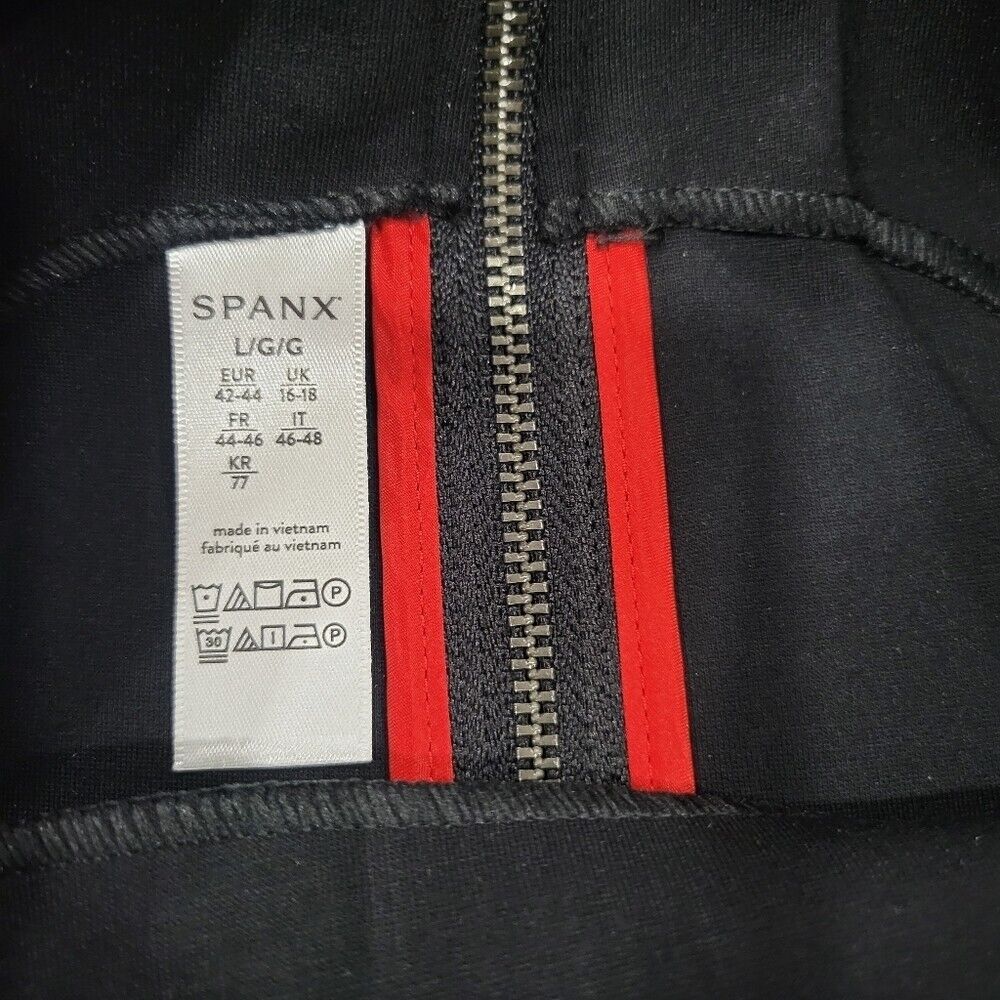 SPANX®
L/G/G
EUR UK
42-44 16-18
FR IT
44-46 46-48
KR
77
made in vietnam
fabriqué au vietnam
P
30 P